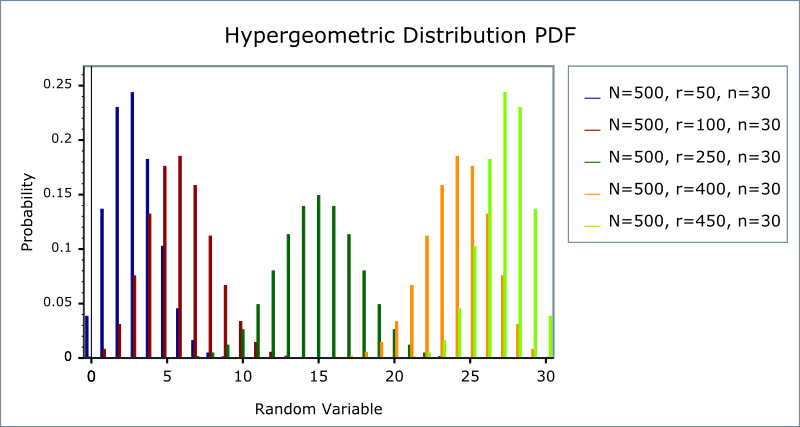 Hypergeometric Distribution PDF
Probability
0.25
0.2
0.15
0.1
0.05
0
0 5 10 15 20 25 30
Random Variable
N=500, r=50, n=30
N=500, r=100, n=30
N=500, r=250, n=30
N=500, r=400, n=30
N=500, r=450, n=30